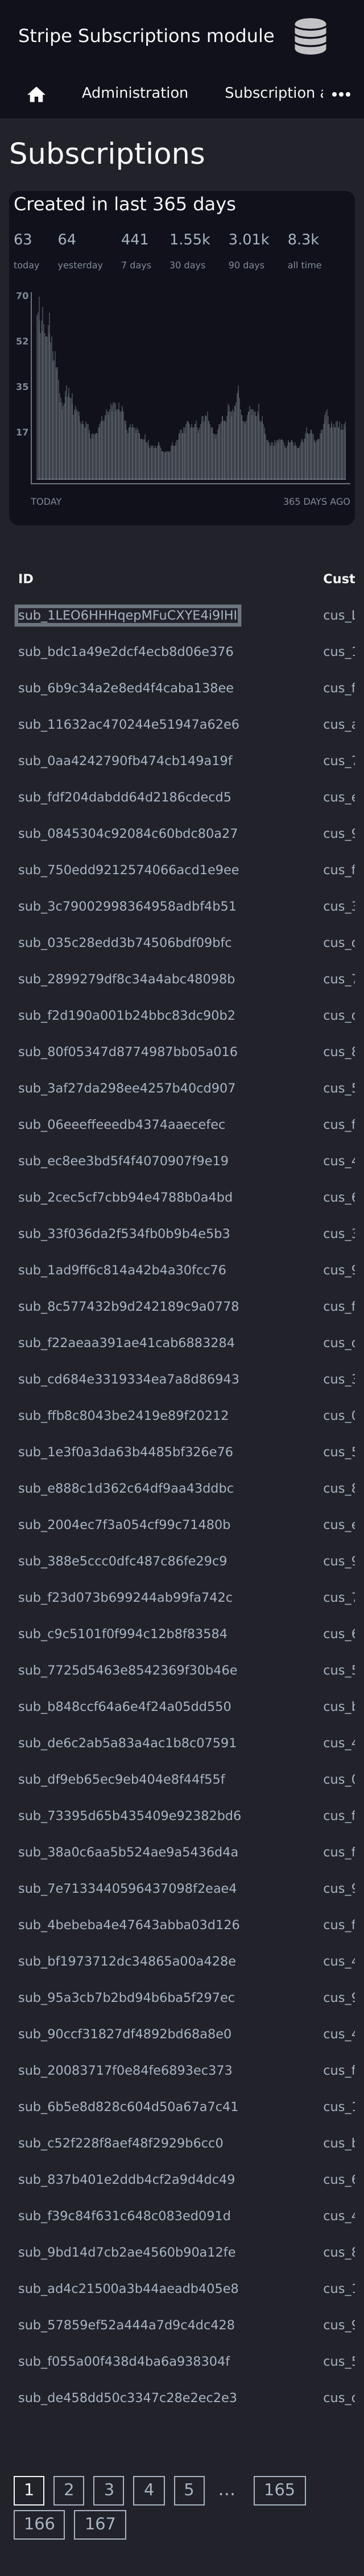 Stripe Subscriptions module
Administration Subscription a
Subscriptions
Created in last 365 days
63 64 441 1.55k 3.01k 8.3k
today yesterday 7 days 30 days 90 days all time
70
52
35
17
TODAY 365 DAYS AGO
ID Cust
sub_1LEO6HHHqepMFuCXYE4i9IHI cus_L
sub_bdc1a49e2dcf4ecb8d06e376 cus_1
sub_6b9c34a2e8ed4f4caba138ee cus_f
sub_11632ac470244e51947a62e6 cus_a
sub_0aa4242790fb474cb149a19f cus_7
sub_fdf204dabdd64d2186cdecd5 cus_e
sub_0845304c92084c60bdc80a27 cus_9
sub_750edd9212574066acd1e9ee cus_f
sub_3c79002998364958adbf4b51 cus_3
sub_035c28edd3b74506bdf09bfc cus_c
sub_2899279df8c34a4abc48098b cus_7
sub_f2d190a001b24bbc83dc90b2 cus_c
sub_80f05347d8774987bb05a016 cus_8
sub_3af27da298ee4257b40cd907 cus_5
sub_06eeeffeeedb4374aaecefec cus_f
sub_ec8ee3bd5f4f4070907f9e19 cus_4
sub_2cec5cf7cbb94e4788b0a4bd cus_6
sub_33f036da2f534fb0b9b4e5b3 cus_3
sub_1ad9ff6c814a42b4a30fcc76 cus_9
sub_8c577432b9d242189c9a0778 cus_f
sub_f22aeaa391ae41cab6883284 cus_c
sub_cd684e3319334ea7a8d86943 cus_3
sub_ffb8c8043be2419e89f20212 cus_0
sub_1e3f0a3da63b4485bf326e76 cus_5
sub_e888c1d362c64df9aa43ddbc cus_8
sub_2004ec7f3a054cf99c71480b cus_e
sub_388e5ccc0dfc487c86fe29c9 cus_9
sub_f23d073b699244ab99fa742c cus_7
sub_c9c5101f0f994c12b8f83584 cus_6
sub_7725d5463e8542369f30b46e cus_5
sub_b848ccf64a6e4f24a05dd550 cus_b
sub_de6c2ab5a83a4ac1b8c07591 cus_4
sub_df9eb65ec9eb404e8f44f55f cus_0
sub_73395d65b435409e92382bd6 cus_f
sub_38a0c6aa5b524ae9a5436d4a cus_f
sub_7e7133440596437098f2eae4 cus_9
sub_4bebeba4e47643abba03d126 cus_f
sub_bf1973712dc34865a00a428e cus_4
sub_95a3cb7b2bd94b6ba5f297ec cus_9
sub_90ccf31827df4892bd68a8e0 cus_4
sub_20083717f0e84fe6893ec373 cus_f
sub_6b5e8d828c604d50a67a7c41 cus_1
sub_c52f228f8aef48f2929b6cc0 cus_b
sub_837b401e2ddb4cf2a9d4dc49 cus_6
sub_f39c84f631c648c083ed091d cus_4
sub_9bd14d7cb2ae4560b90a12fe cus_8
sub_ad4c21500a3b44aeadb405e8 cus_1
sub_57859ef52a444a7d9c4dc428 cus_9
sub_f055a00f438d4ba6a938304f cus_5
sub_de458dd50c3347c28e2ec2e3 cus_c
1 2 3 4 5 … 165
166 167